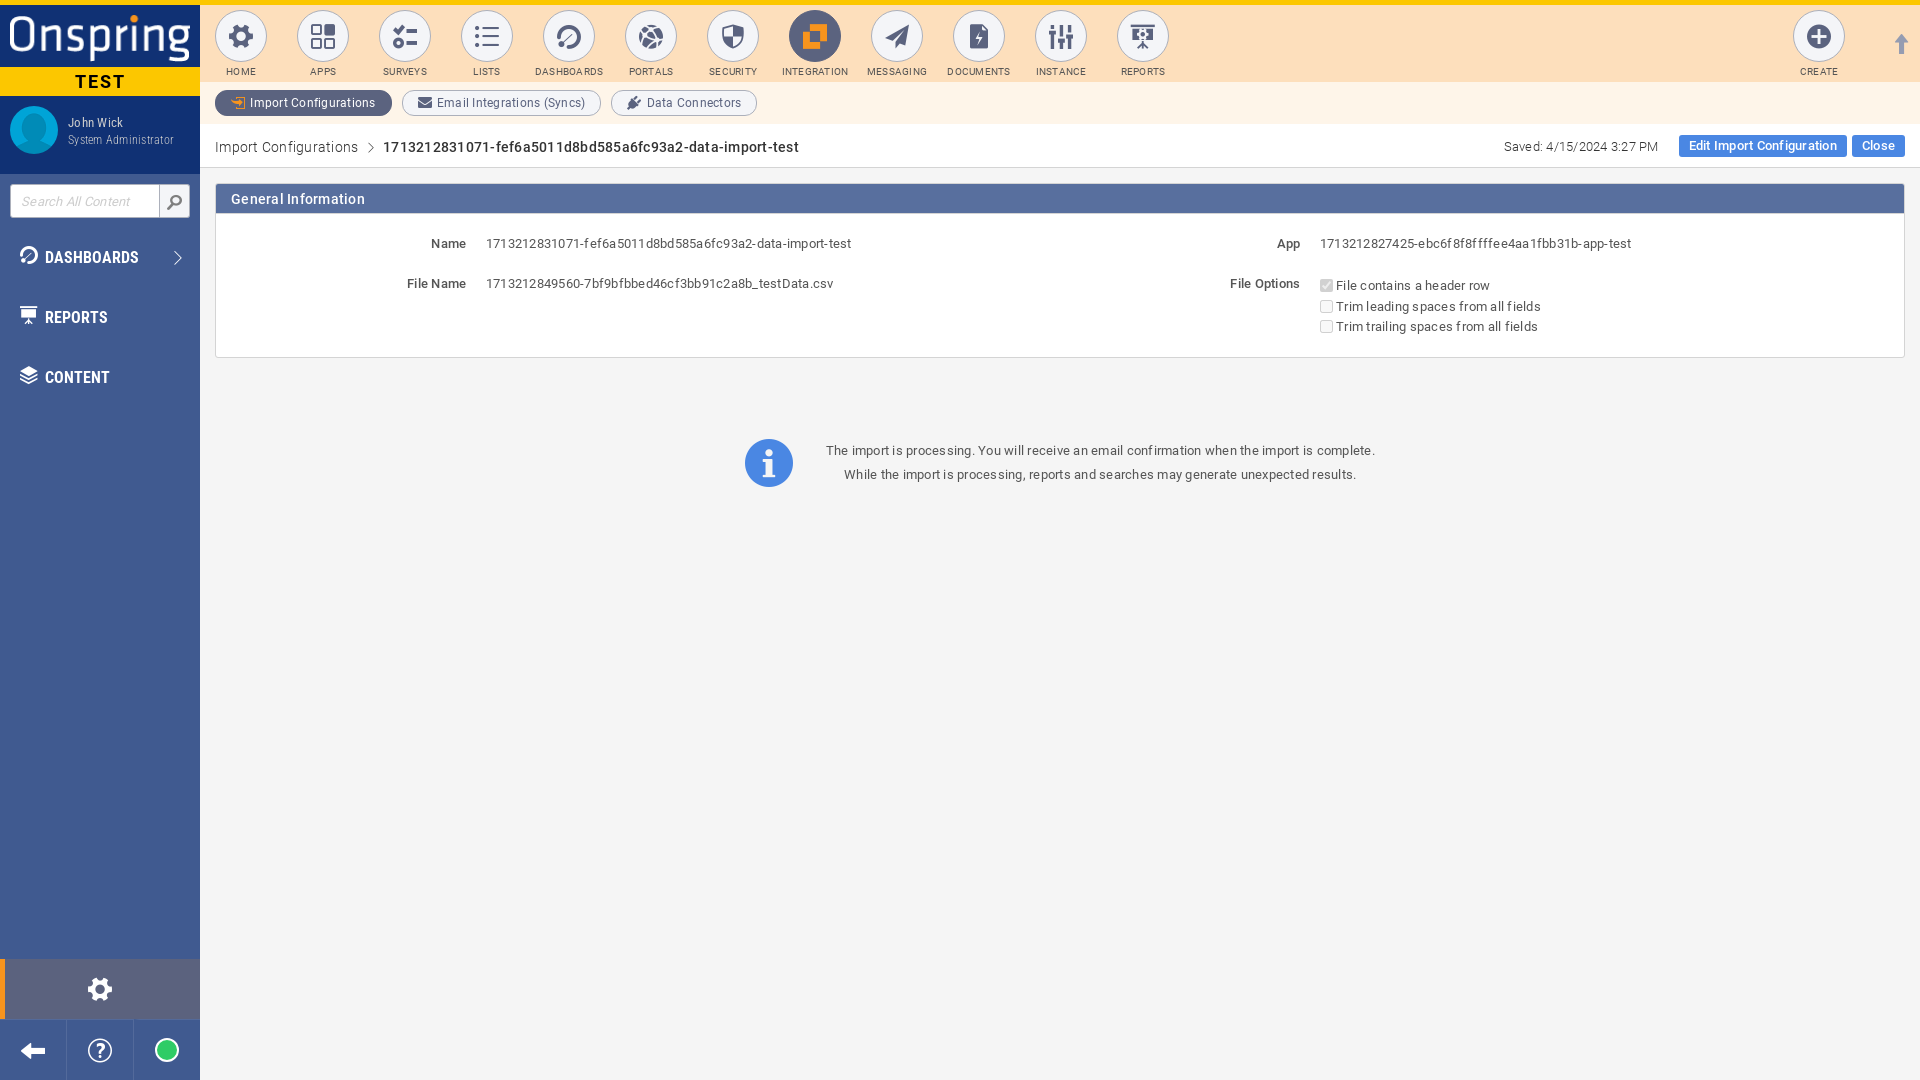 Onspring
TEST
John Wick
System Administrator
Search All Content
DASHBOARDS
REPORTS
CONTENT
HOME
APPS
SURVEYS
LISTS
DASHBOARDS
PORTALS
SECURITY
INTEGRATION
MESSAGING
DOCUMENTS
INSTANCE
REPORTS
CREATE
Import Configurations
Email Integrations (Syncs)
Data Connectors
Import Configurations
1713212831071-fef6a5011d8bd585a6fc93a2-data-import-test
Saved: 4/15/2024 3:27 PM
Edit Import Configuration
Close
General Information
Name
1713212831071-fef6a5011d8bd585a6fc93a2-data-import-test
App
1713212827425-ebc6f8f8ffffee4aa1fbb31b-app-test
File Name
1713212849560-7bf9bfbbed46cf3bb91c2a8b_testData.csv
File Options
File contains a header row
Trim leading spaces from all fields
Trim trailing spaces from all fields
The import is processing. You will receive an email confirmation when the import is complete.
While the import is processing, reports and searches may generate unexpected results.